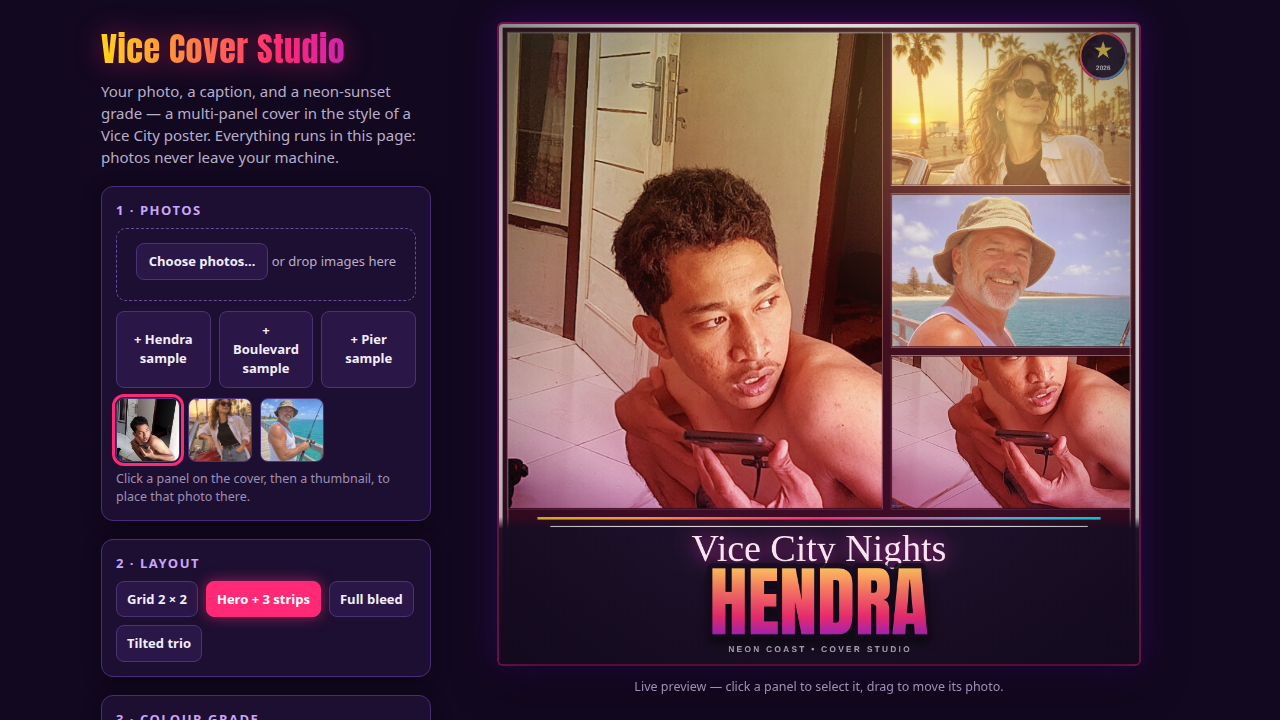 Vice Cover Studio
Your photo, a caption, and a neon-sunset
grade — a multi-panel cover in the style of a
Vice City poster. Everything runs in this page:
photos never leave your machine.
1 · PHOTOS
Choose photos... or drop images here
+ Hendra
sample
+
Boulevard
sample
+ Pier
sample
Click a panel on the cover, then a thumbnail, to
place that photo there.
2 · LAYOUT
Grid 2 × 2
Hero + 3 strips
Full bleed
Tilted trio
3 · COLOUR GRADE
2026
Vice City Nights
HENDRA
NEON COAST • COVER STUDIO
Live preview — click a panel to select it, drag to move its photo.